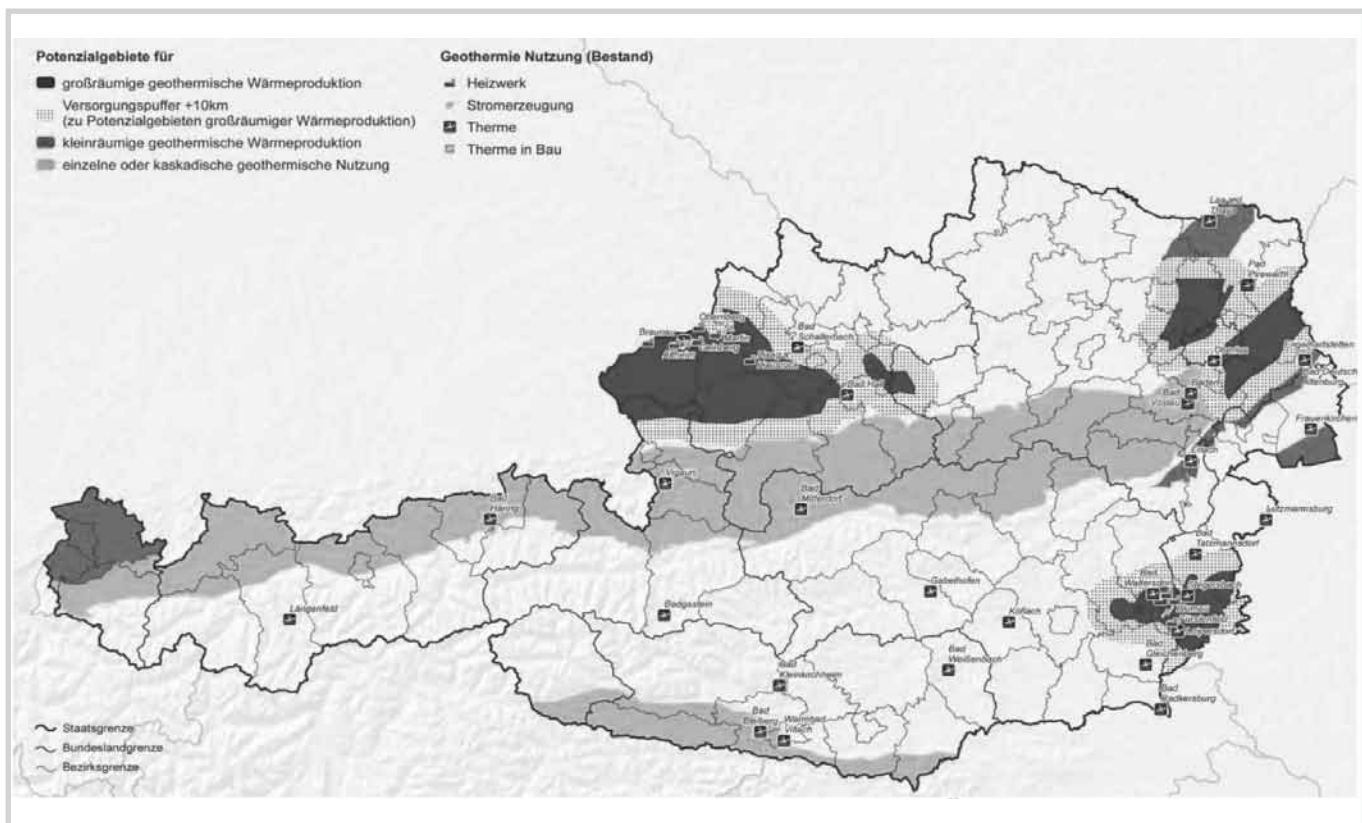 Potenzialgebiete für
großräumige geothermische Wärmeproduktion
Versorgungspuffer +10km
(zu Potenzialgebieten großräumiger Wärmeproduktion)
kleinräumige geothermische Wärmeproduktion
einzelne oder kaskadische geothermische Nutzung
Geothermie Nutzung (Bestand)
Heizwerk
Stromerzeugung
Therme
Therme in Bau
Bad
Pirawarth
Braunau
Bad
Schallerbach
Bad Hall
Bad
Vöslau
Frauenkirchen
Vigaun
Bad
Mitterndorf
Bad
Häring
Lutzmannsburg
Bad
Tatzmannsdorf
Bad
Waltersdorf
Längenfeld
Badgastein
Gabelhofen
Köflach
Bad
Gleichenberg
Bad
Weißenbach
Bad
Kleinkirchheim
Bad
Radkersburg
Bad
Bleiberg
Warmbad
Villach
Staatsgrenze
Bundeslandgrenze
Bezirksgrenze